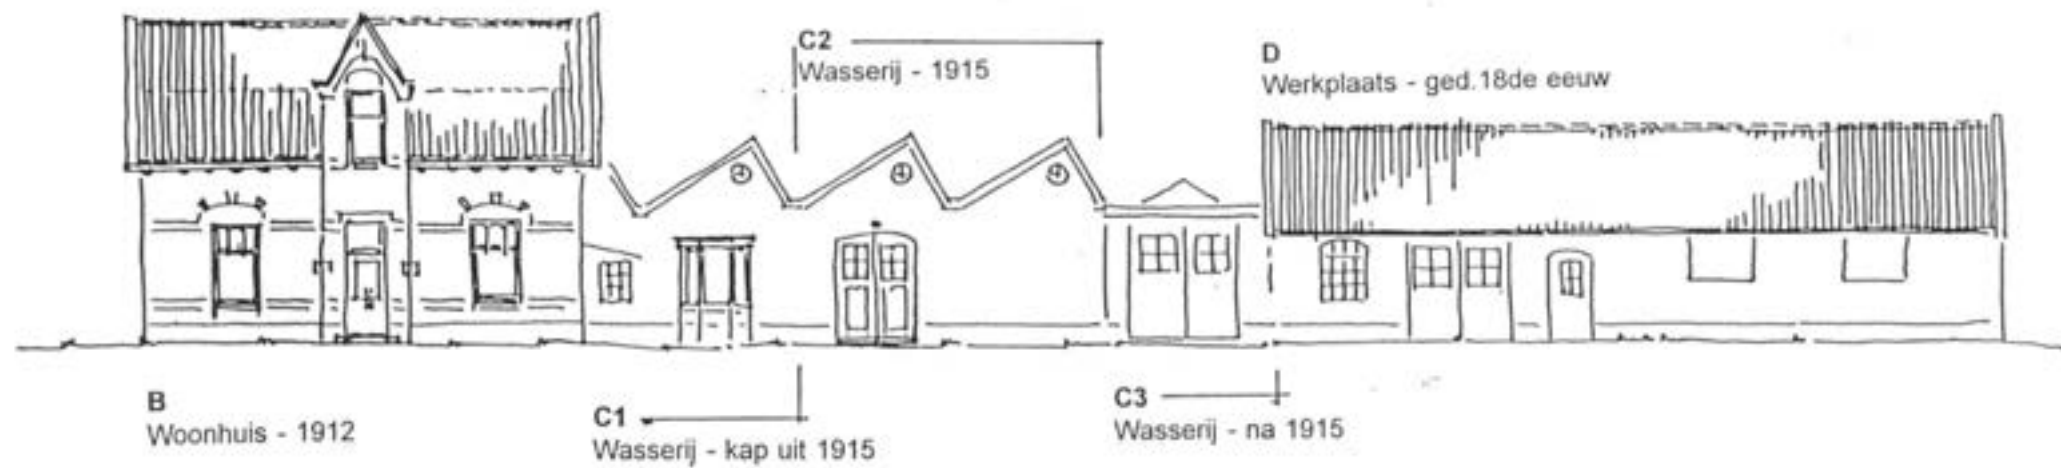 C2
Wasserij - 1915
D
Werkplaats - ged.18de eeuw
B
Woonhuis - 1912
C1
Wasserij - kap uit 1915
C3
Wasserij - na 1915